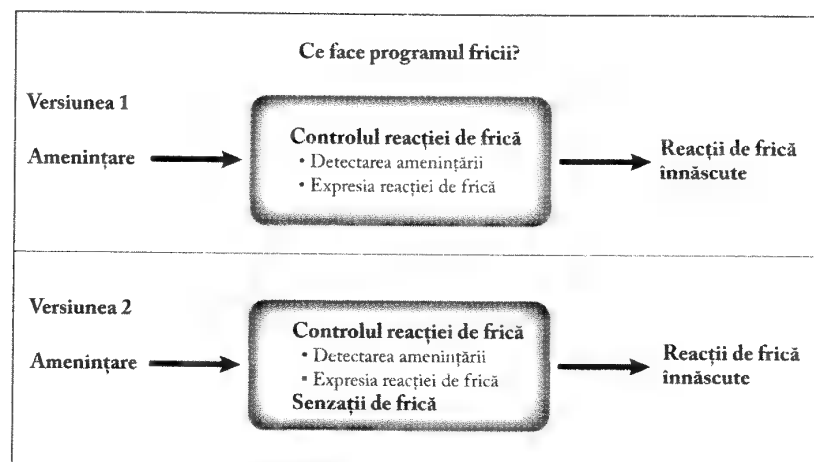 Ce face programul fricii?
Versiunea 1
Amenințare
Controlul reacției de frică
• Detectarea amenințării
• Expresia reacției de frică
Reacții de frică
înnăscute
Versiunea 2
Amenințare
Controlul reacției de frică
• Detectarea amenințării
• Expresia reacției de frică
Senzații de frică
Reacții de frică
înnăscute